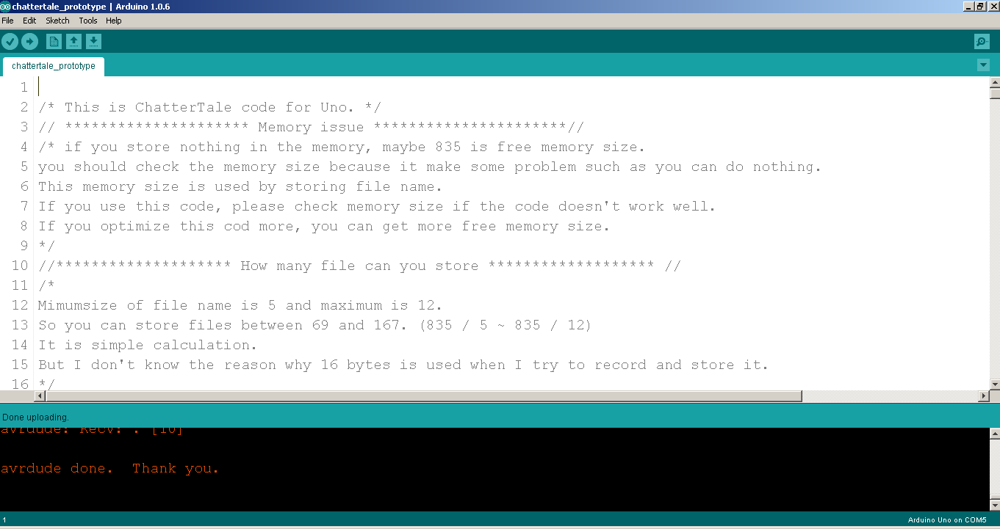 chattertale_prototype | Arduino 1.0.6
File Edit Sketch Tools Help
chattertale_prototype
1
2 /* This is ChatterTale code for Uno. */
3 // ********************* Memory issue **********************//
4 /* if you store nothing in the memory, maybe 835 is free memory size.
5 you should check the memory size because it make some problem such as you can do nothing.
6 This memory size is used by storing file name.
7 If you use this code, please check memory size if the code doesn't work well.
8 If you optimize this cod more, you can get more free memory size.
9 */
10 //******************** How many file can you store ******************* //
11 /*
12 Mimumsize of file name is 5 and maximum is 12.
13 So you can store files between 69 and 167. (835 / 5 ~ 835 / 12)
14 It is simple calculation.
15 But I don't know the reason why 16 bytes is used when I try to record and store it.
16 */
Done uploading.
avrdude: Recv: . [10]
avrdude done.  Thank you.
1
Arduino Uno on COM5